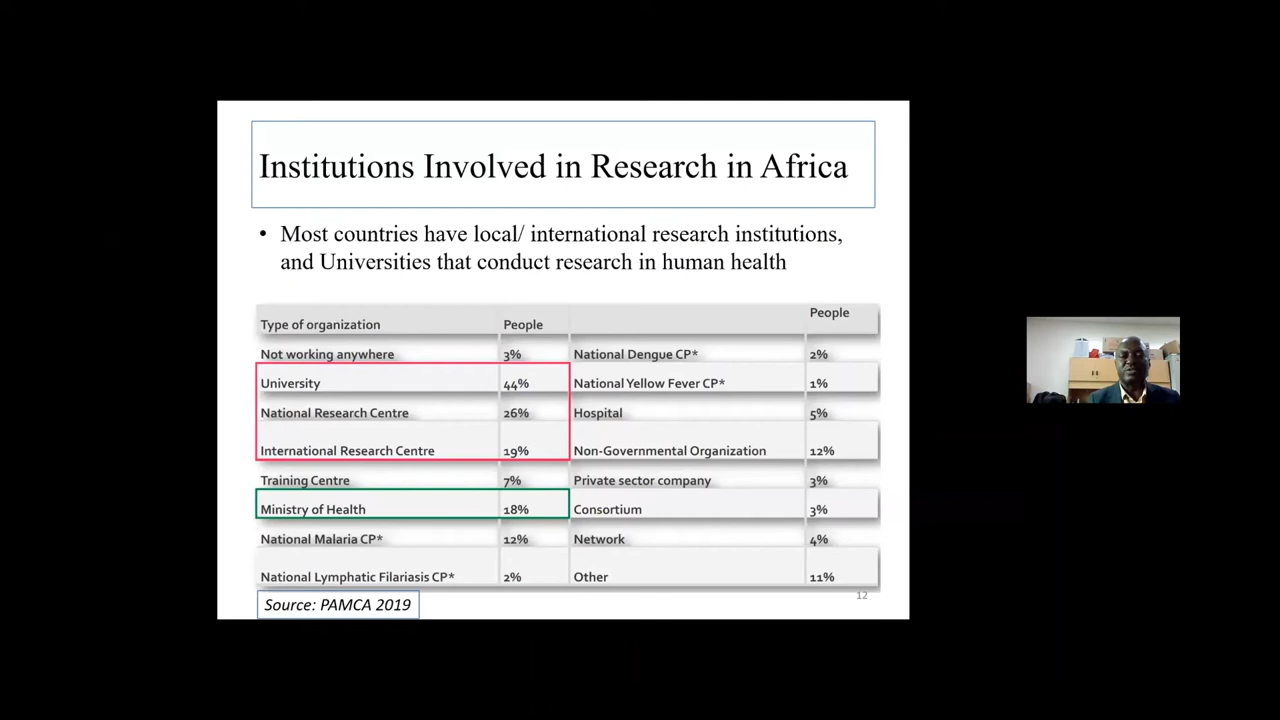 Institutions Involved in Research in Africa
• Most countries have local/ international research institutions,
and Universities that conduct research in human health
Type of organization People People
Not working anywhere 3% National Dengue CP* 2%
University 44% National Yellow Fever CP* 1%
National Research Centre 26% Hospital 5%
International Research Centre 19% Non-Governmental Organization 12%
Training Centre 7% Private sector company 3%
Ministry of Health 18% Consortium 3%
National Malaria CP* 12% Network 4%
National Lymphatic Filariasis CP* 2% Other 11%
Source: PAMCA 2019
12